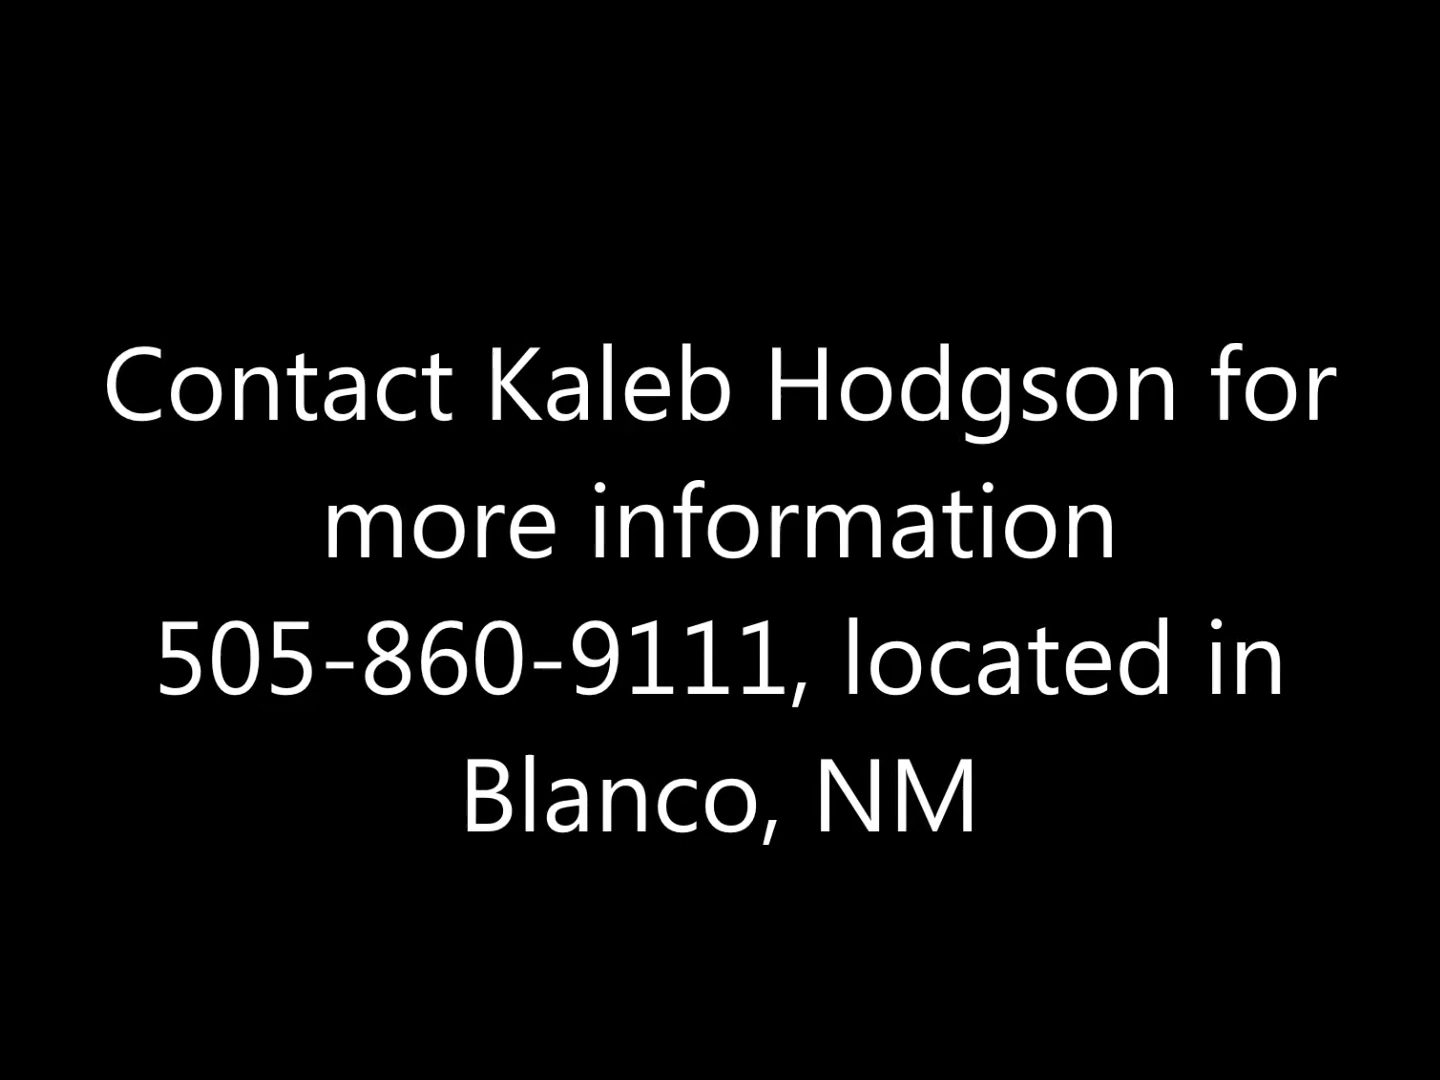 Contact Kaleb Hodgson for
more information
505-860-9111, located in
Blanco, NM